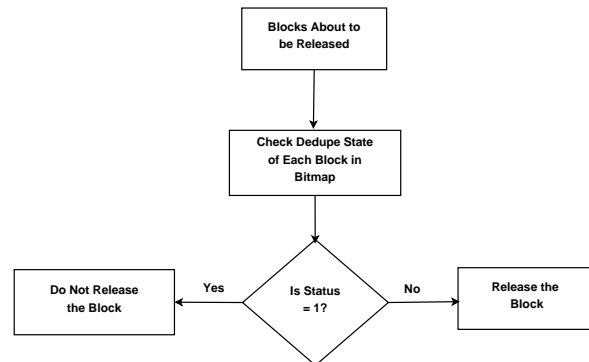 Blocks About to
be Released
Check Dedupe State
of Each Block in
Bitmap
Do Not Release
the Block
Yes
Is Status
= 1?
No
Release the
Block